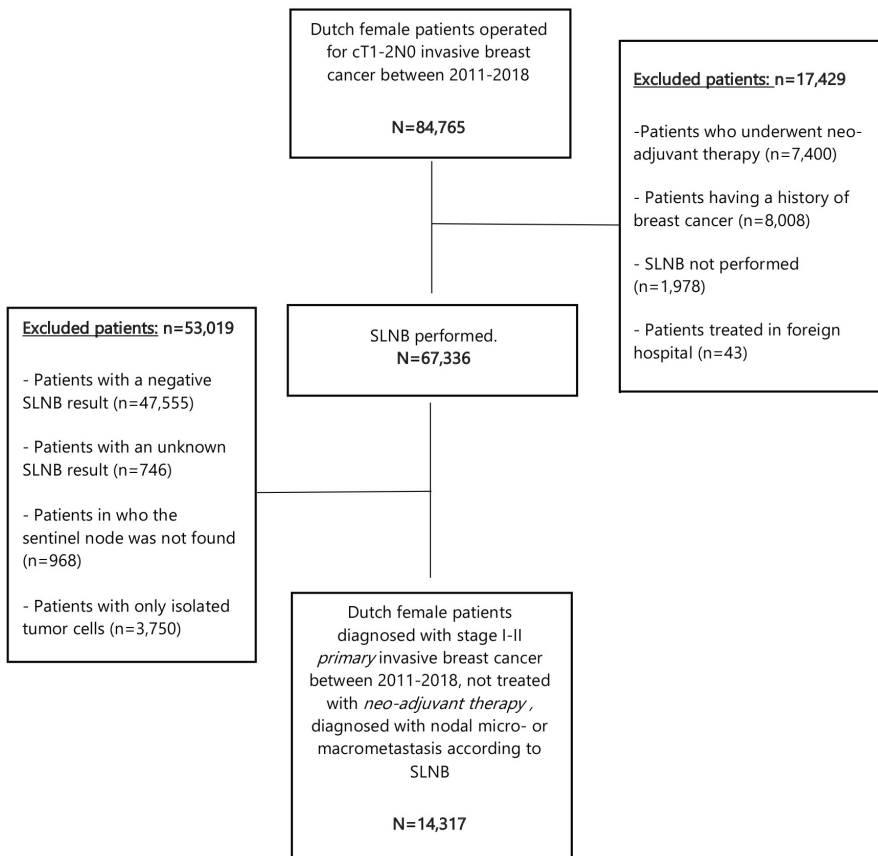 Dutch female patients operated
for cT1-2N0 invasive breast
cancer between 2011-2018
N=84,765
Excluded patients: n=17,429
-Patients who underwent neo-
adjuvant therapy (n=7,400)
- Patients having a history of
breast cancer (n=8,008)
- SLNB not performed
(n=1,978)
- Patients treated in foreign
hospital (n=43)
SLNB performed.
N=67,336
Excluded patients: n=53,019
- Patients with a negative
SLNB result (n=47,555)
- Patients with an unknown
SLNB result (n=746)
- Patients in who the
sentinel node was not found
(n=968)
- Patients with only isolated
tumor cells (n=3,750)
Dutch female patients
diagnosed with stage I-II
primary invasive breast cancer
between 2011-2018, not treated
with neo-adjuvant therapy ,
diagnosed with nodal micro- or
macrometastasis according to
SLNB
N=14,317